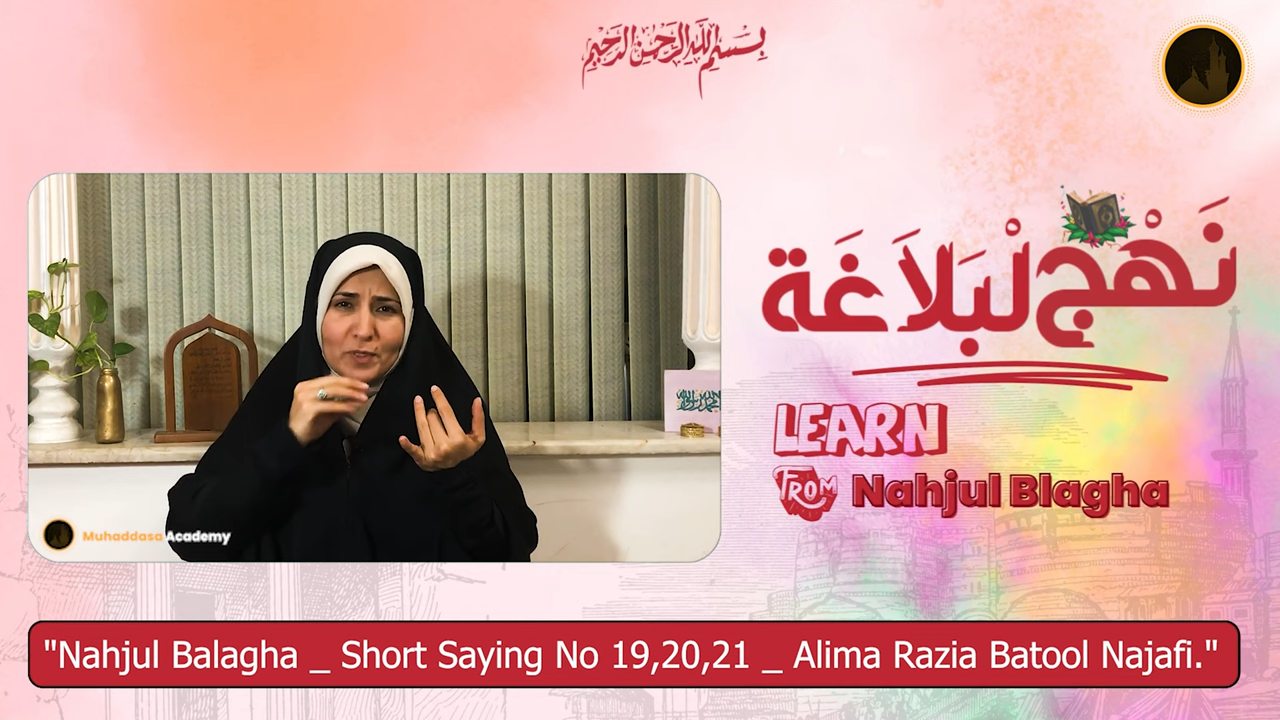 بسم الله الرحمن الرحيم
نَهْجُ لْبَلَاغَة
LEARN
FROM Nahjul Blagha
Muhaddasa Academy
"Nahjul Balagha _ Short Saying No 19,20,21 _ Alima Razia Batool Najafi."